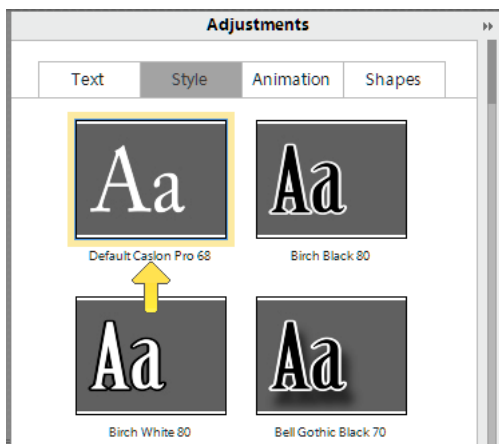 Adjustments
Text Style Animation Shapes
Aa Aa
Default Caslon Pro 68 Birch Black 80
Aa Aa
Birch White 80 Bell Gothic Black 70